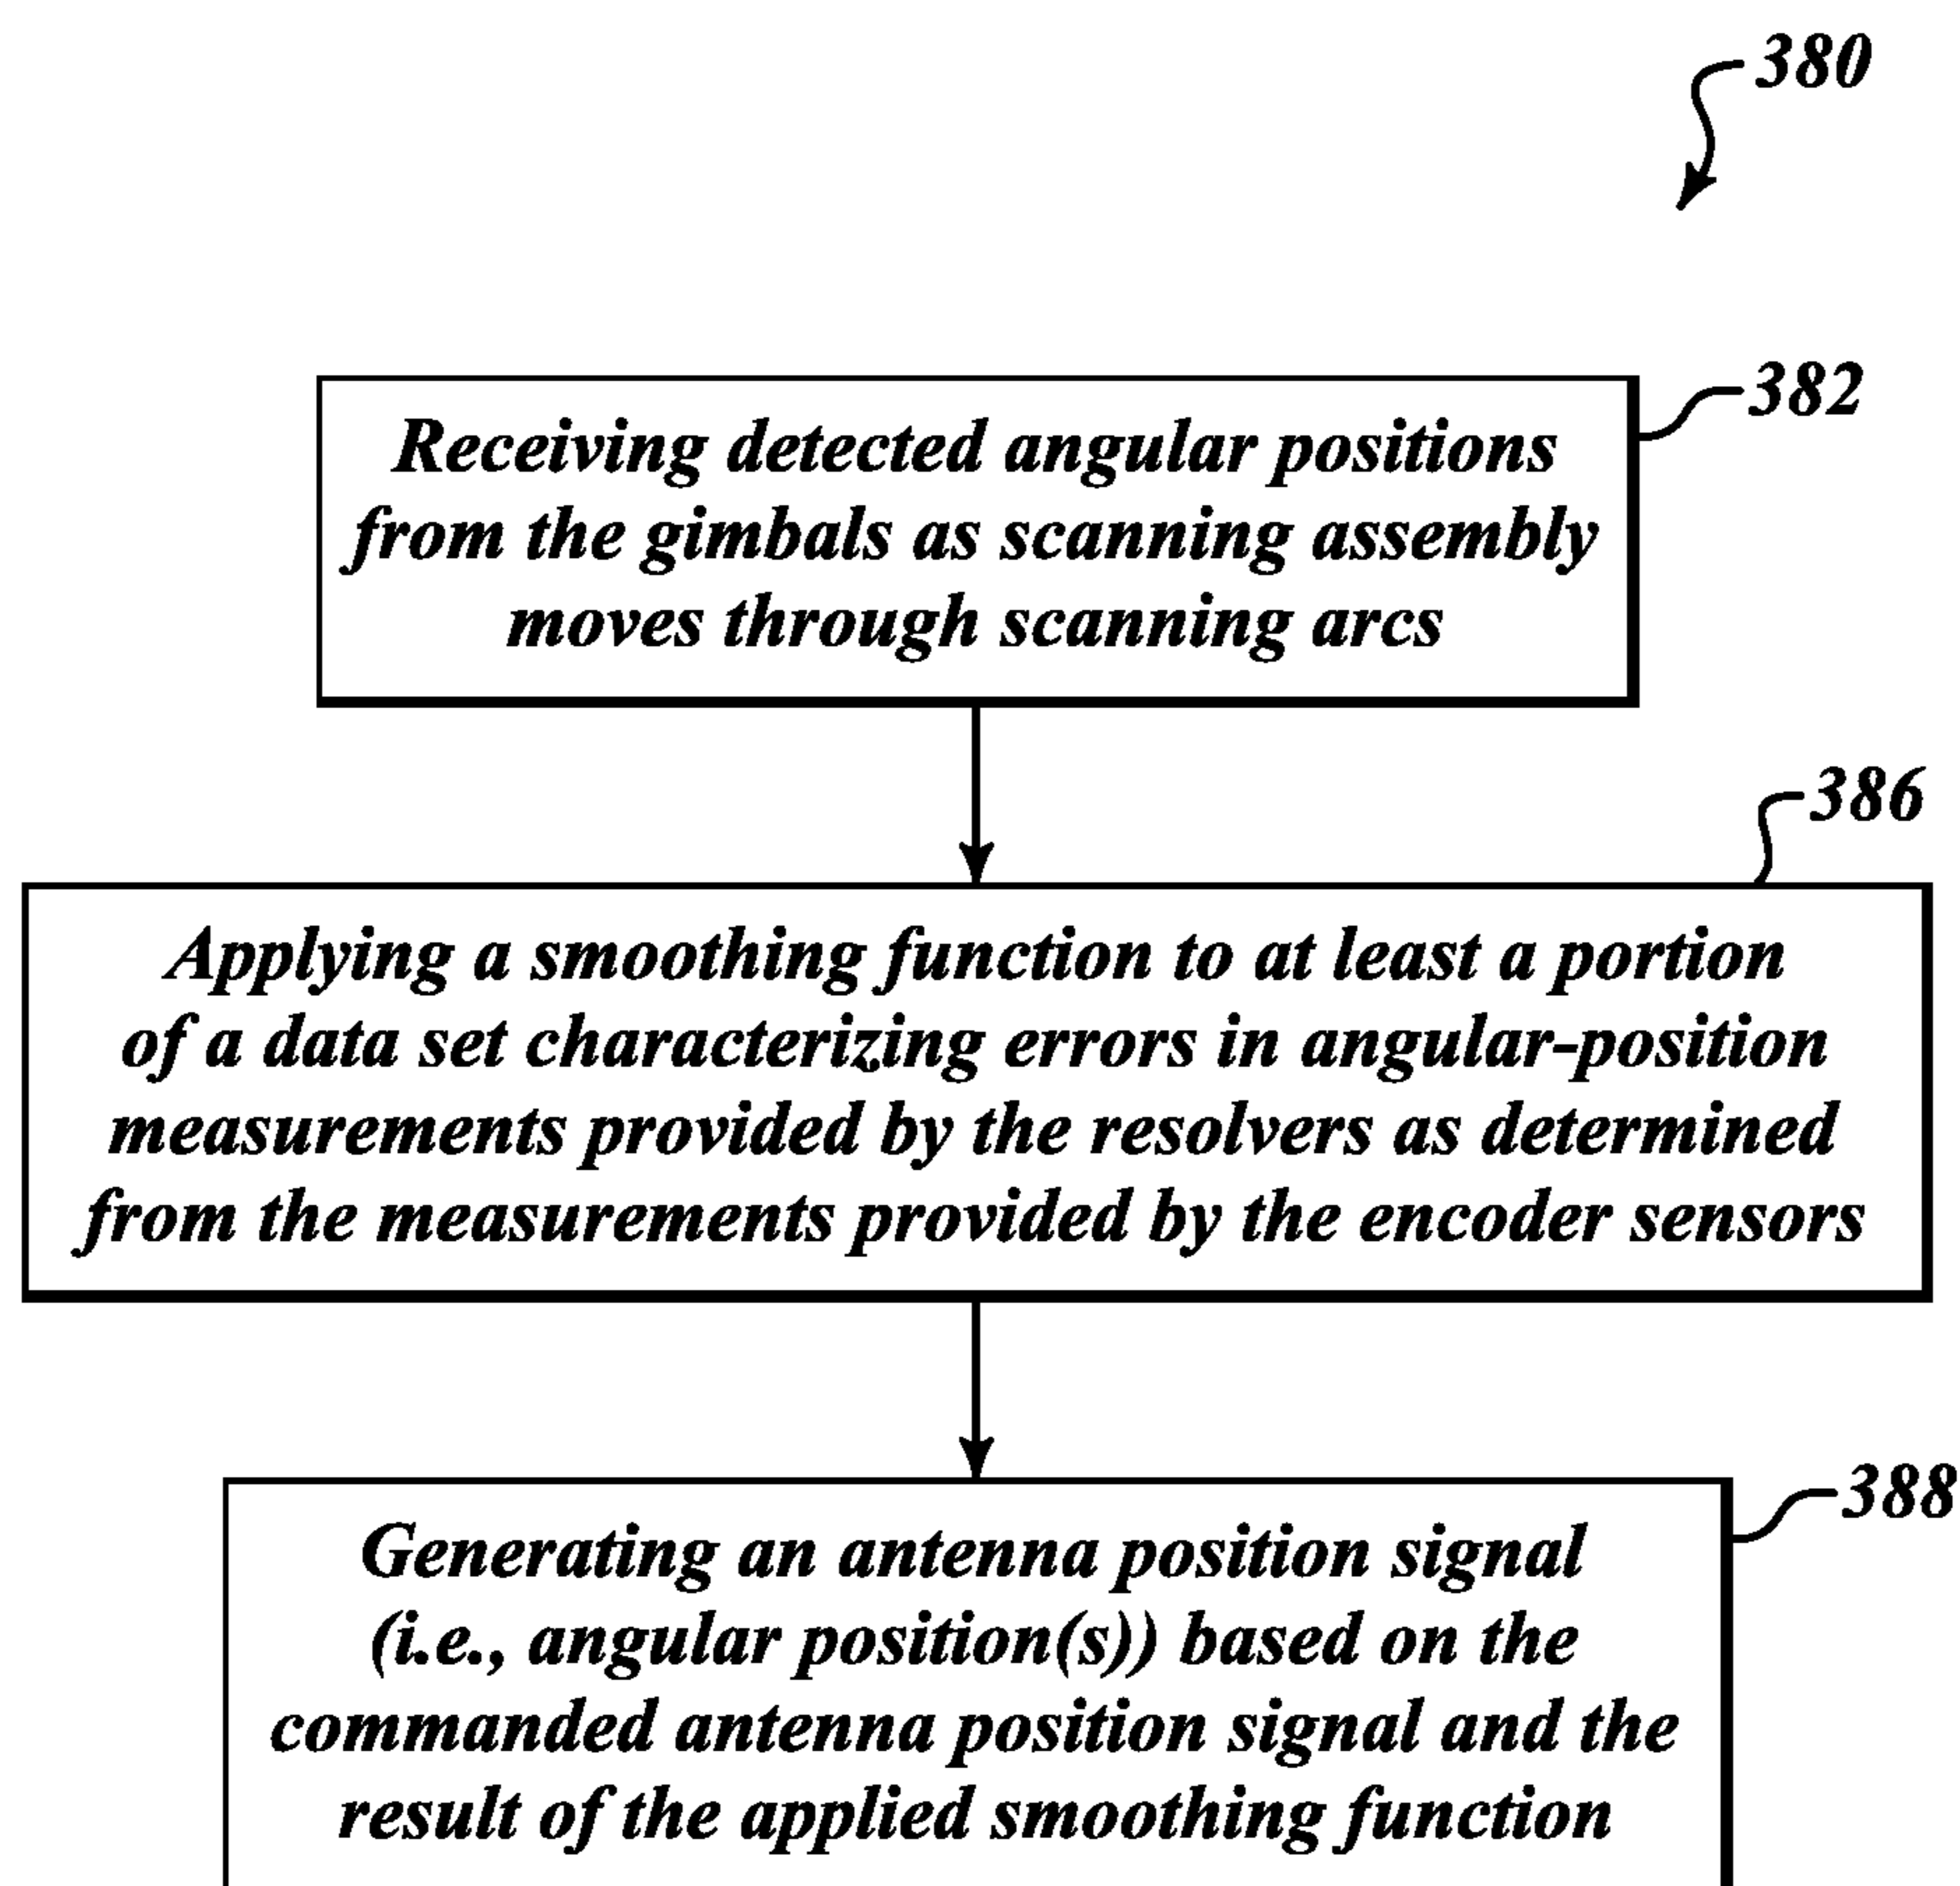 380
382
Receiving detected angular positions
from the gimbals as scanning assembly
moves through scanning arcs
386
Applying a smoothing function to at least a portion
of a data set characterizing errors in angular-position
measurements provided by the resolvers as determined
from the measurements provided by the encoder sensors
388
Generating an antenna position signal
(i.e., angular position(s)) based on the
commanded antenna position signal and the
result of the applied smoothing function